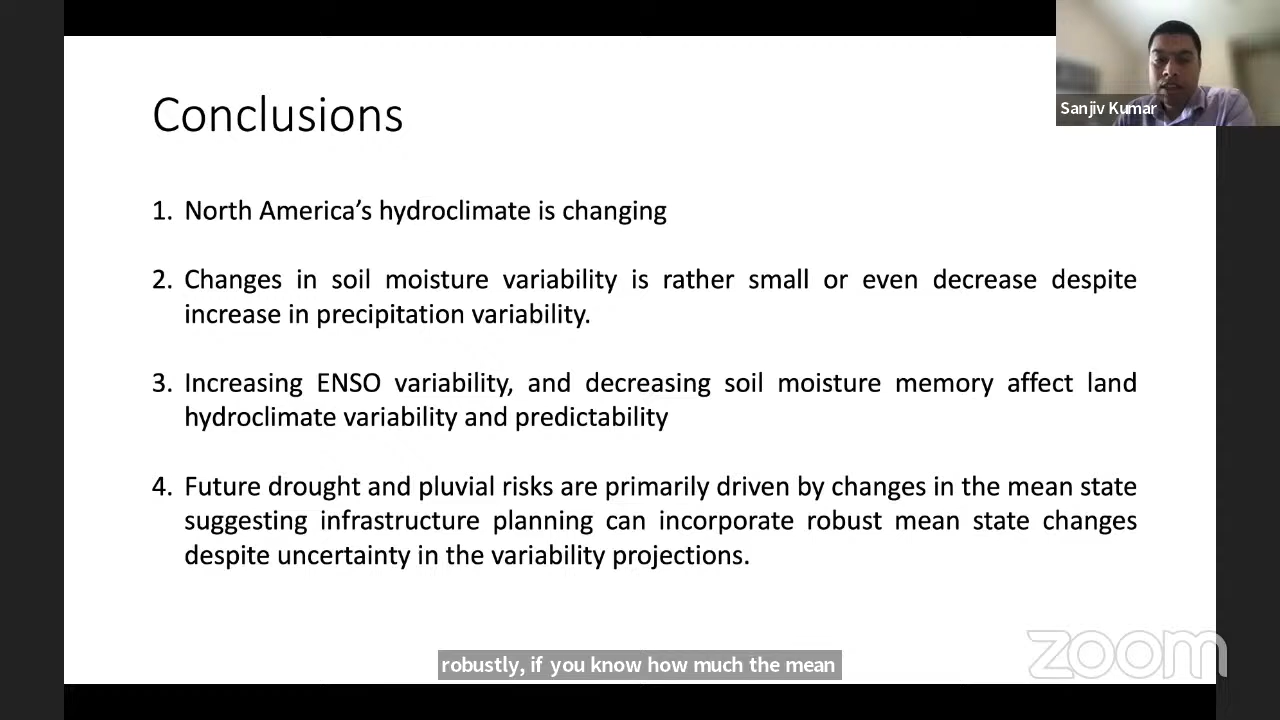 Sanjiv Kumar
Conclusions
1. North America’s hydroclimate is changing
2. Changes in soil moisture variability is rather small or even decrease despite
increase in precipitation variability.
3. Increasing ENSO variability, and decreasing soil moisture memory affect land
hydroclimate variability and predictability
4. Future drought and pluvial risks are primarily driven by changes in the mean state
suggesting infrastructure planning can incorporate robust mean state changes
despite uncertainty in the variability projections.
robustly, if you know how much the mean
zoom